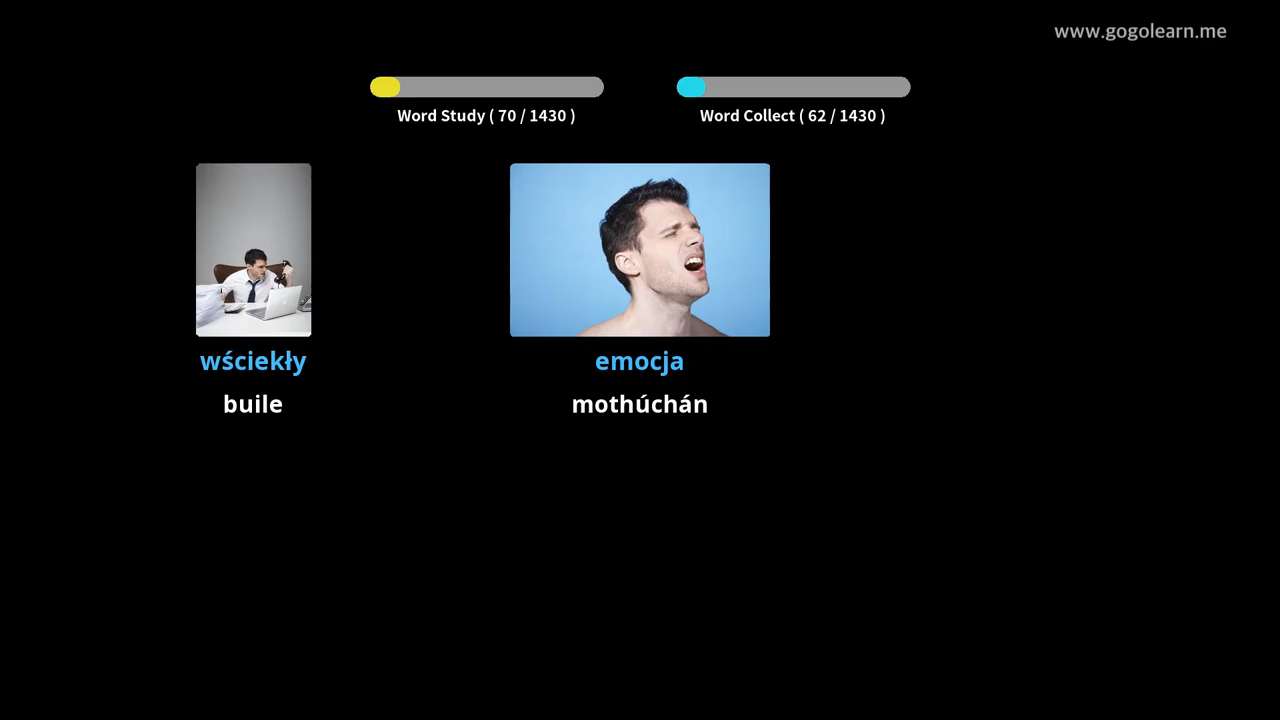 www.gogolearn.me
Word Study ( 70 / 1430 )
Word Collect ( 62 / 1430 )
wściekły
emocja
buile
mothúchán